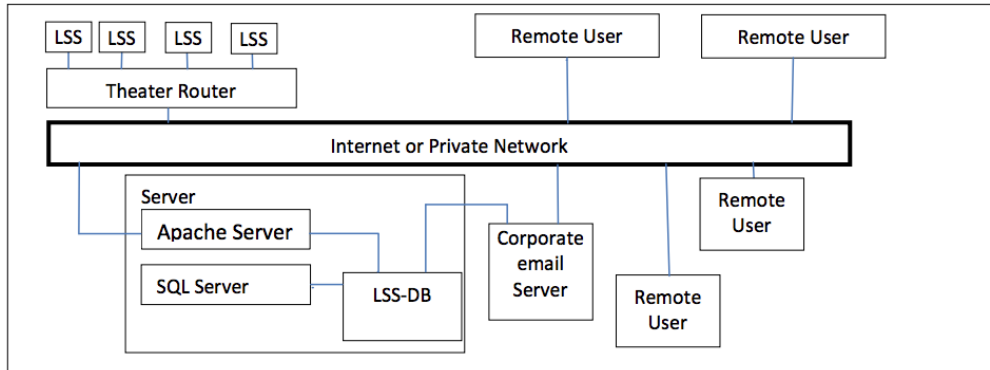 LSS
LSS
LSS
LSS
Remote User
Remote User
Theater Router
Internet or Private Network
Server
Apache Server
SQL Server
LSS-DB
Corporate
email
Server
Remote
User
Remote
User